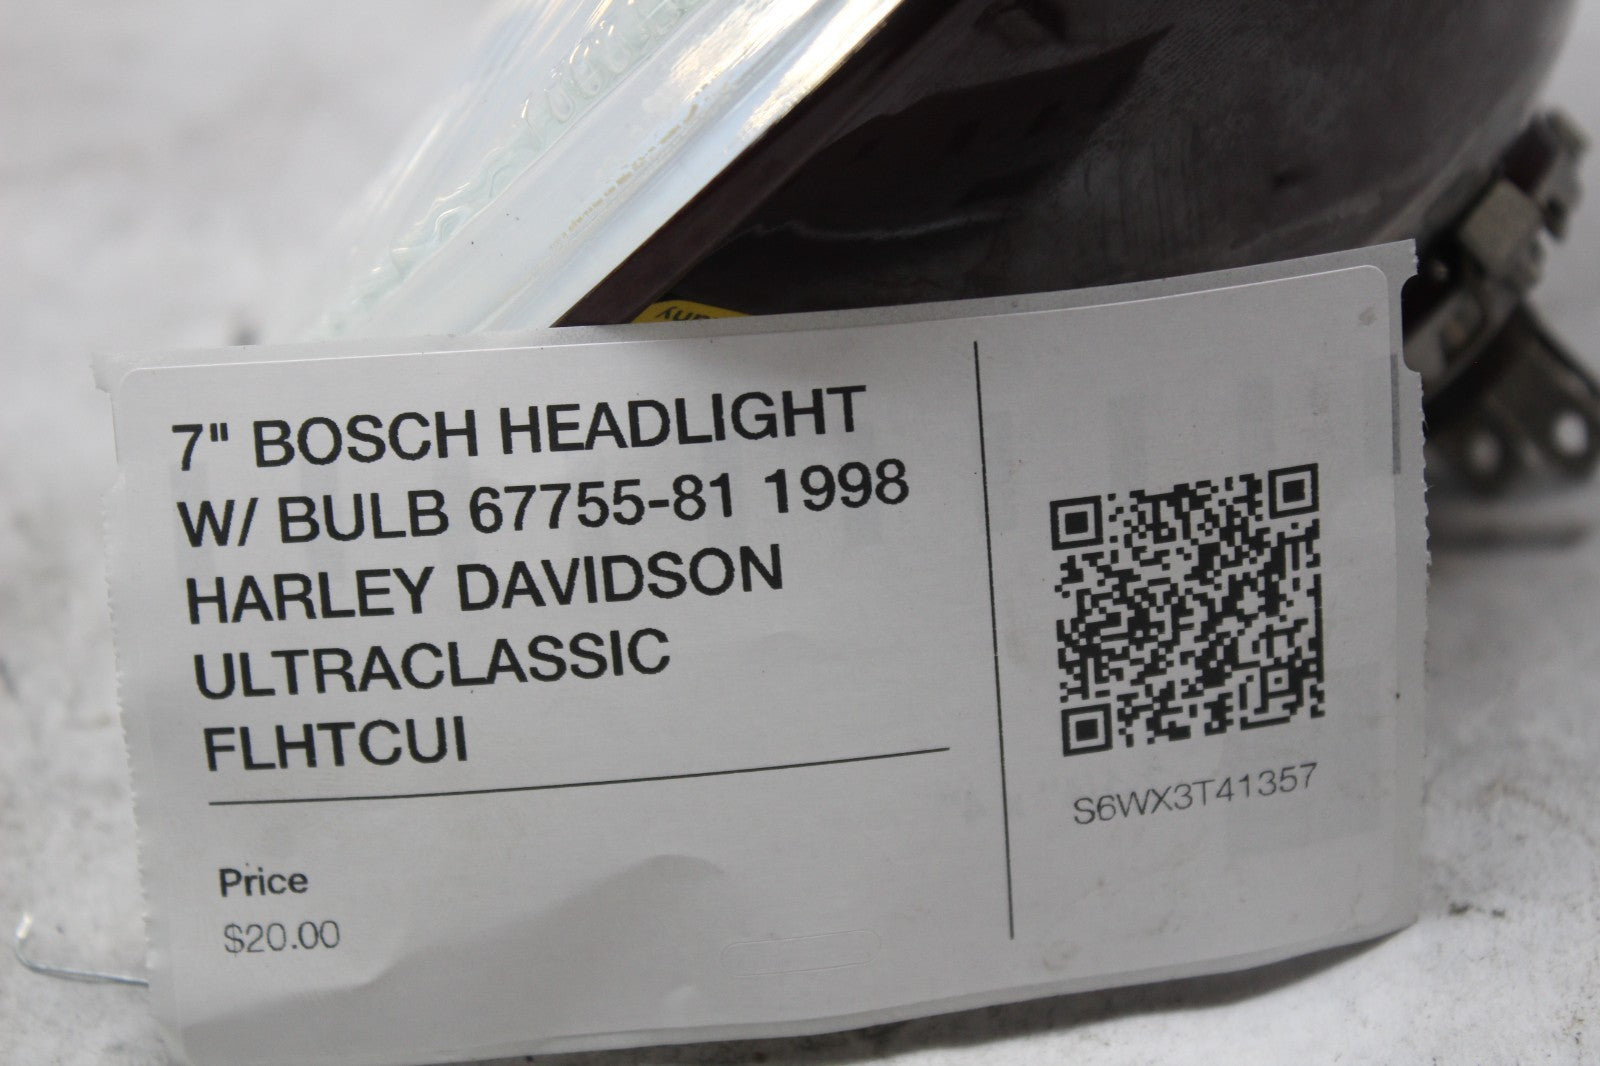 7" BOSCH HEADLIGHT
W/ BULB 67755-81 1998
HARLEY DAVIDSON
ULTRACLASSIC
FLHTCUI
Price
$20.00
S6WX3T41357